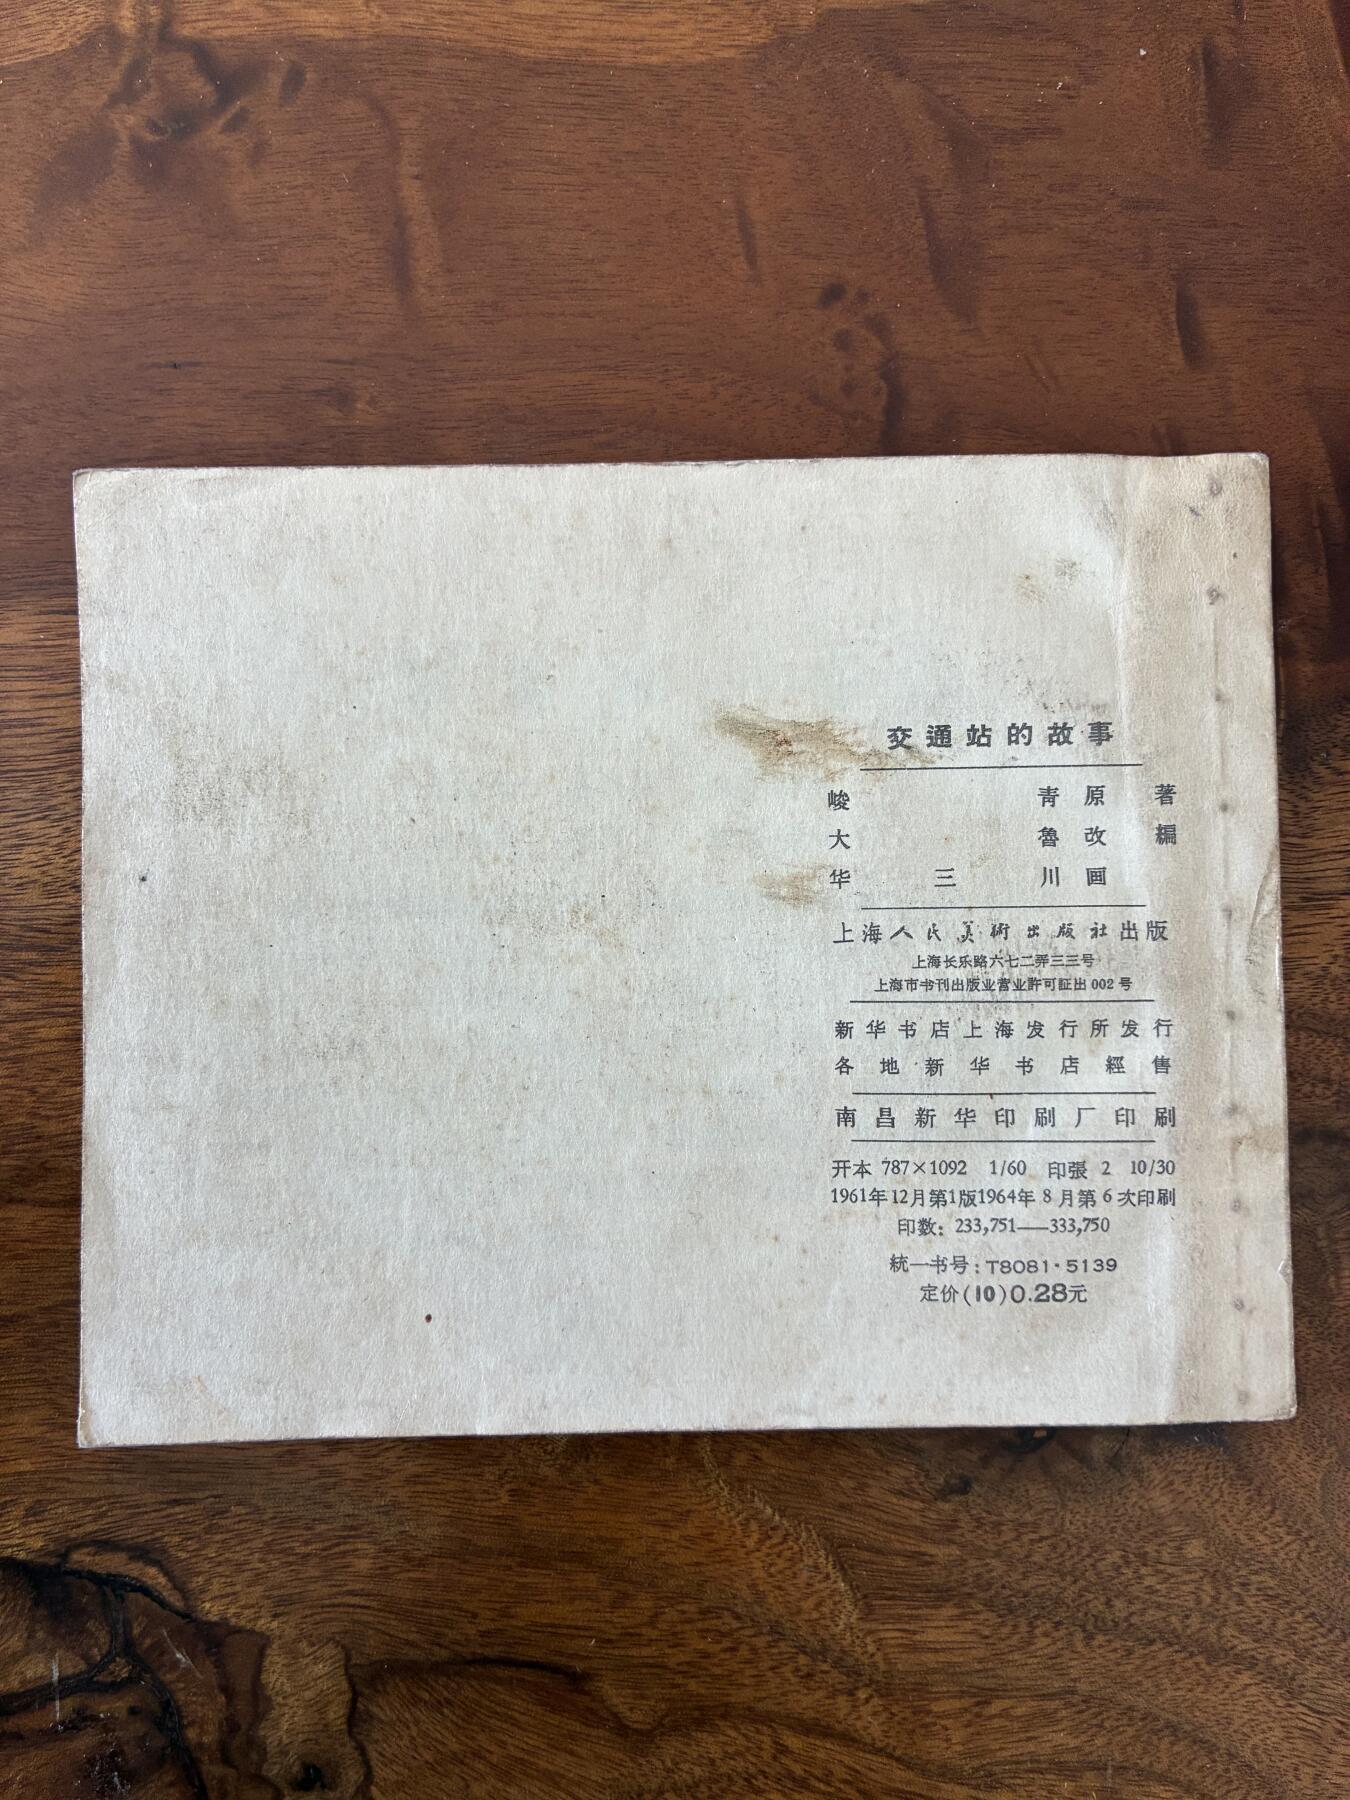 交通站的故事
峻青原著
大魯改編
华三川画
上海人民美術出版社出版
上海长乐路六七二弄三三号
上海市书刊出版业营业許可証出002号
新华书店上海发行所发行
各地新华书店經售
南昌新华印刷厂印刷
开本 787×1092 1/60 印張 2 10/30
1961年12月第1版1964年8月第6次印刷
印数：233,751——333,750
統一书号：T8081·5139
定价(10)0.28元